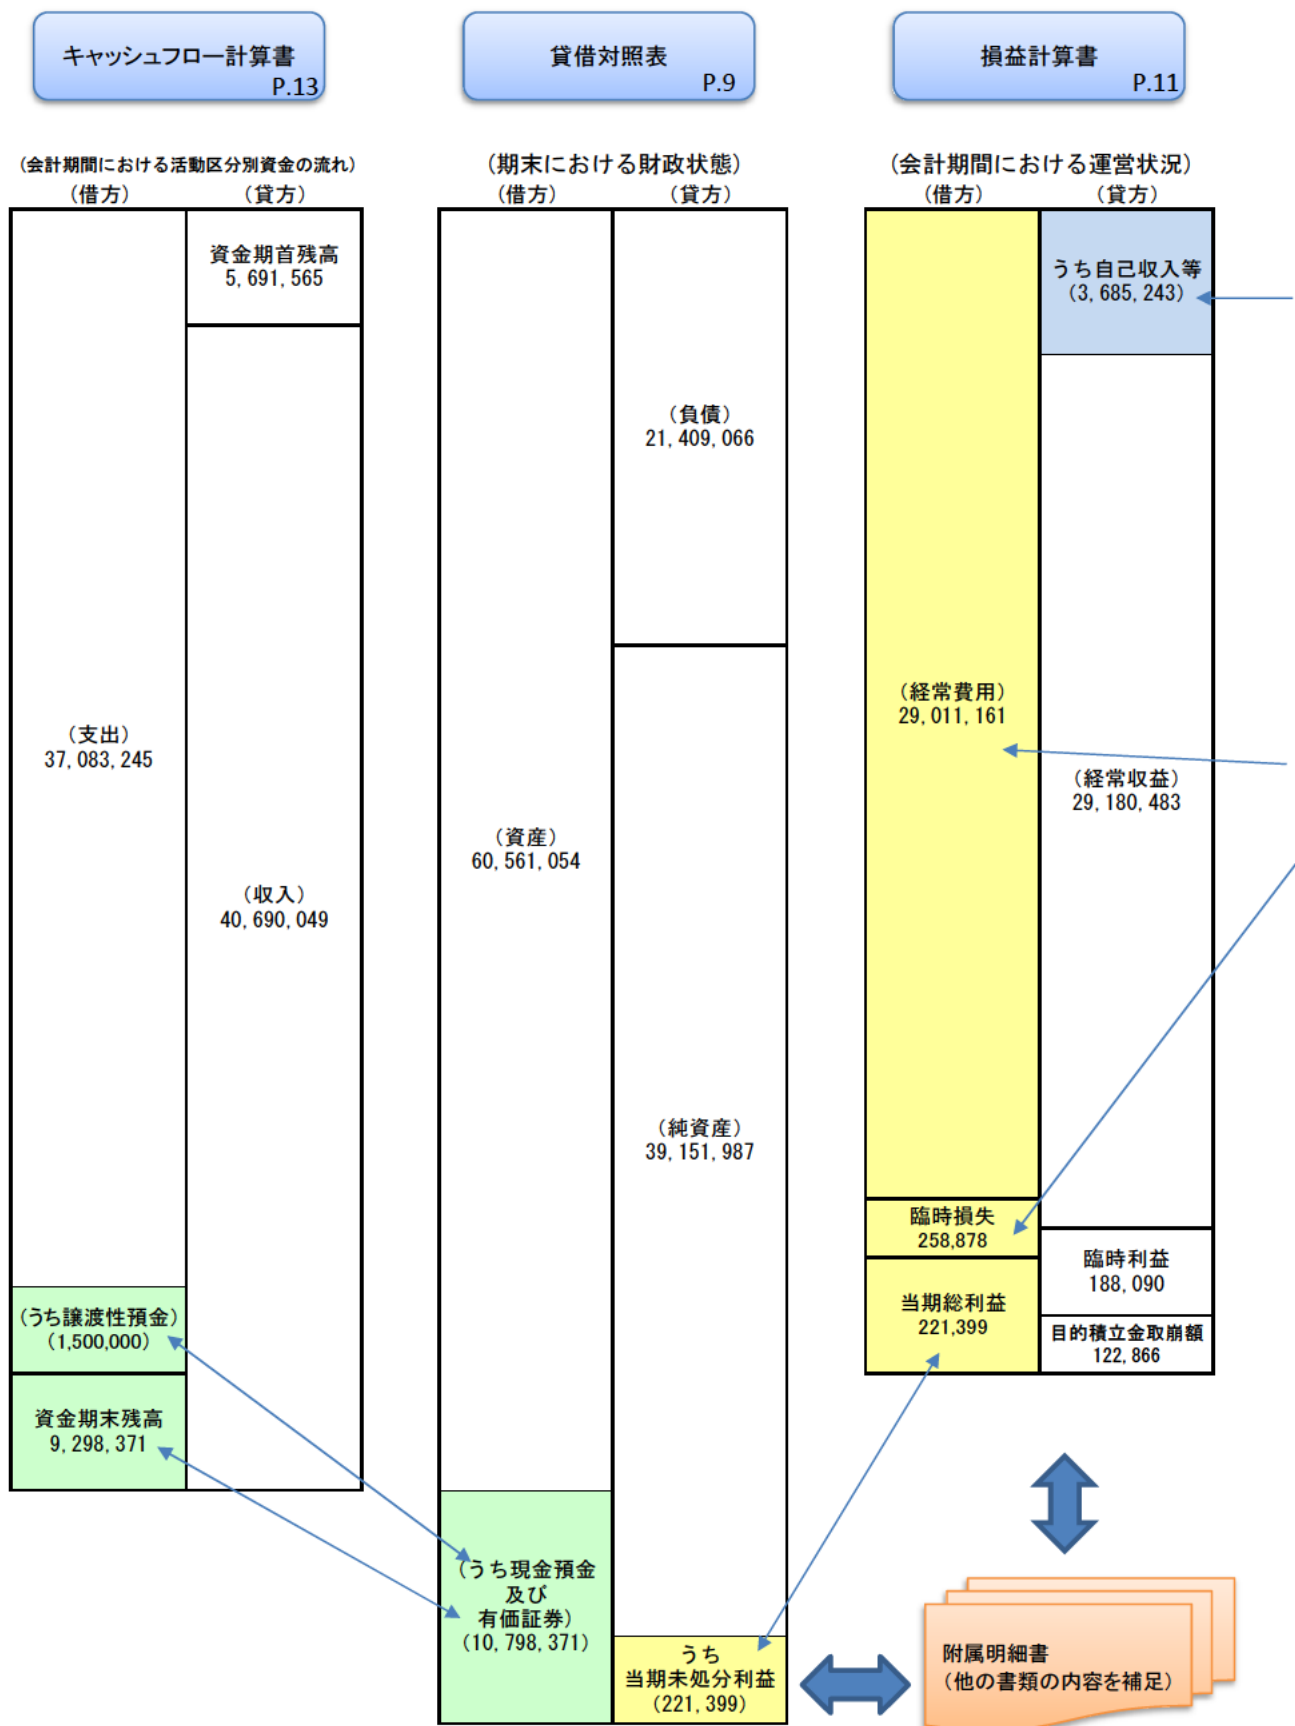 キャッシュフロー計算書
P.13
貸借対照表
P.9
損益計算書
P.11
（会計期間における活動区分別資金の流れ）
（借方）
（貸方）
資金期首残高
5,691,565
（支出）
37,083,245
（収入）
40,690,049
（うち譲渡性預金）
（1,500,000）
資金期末残高
9,298,371
（期末における財政状態）
（借方）
（貸方）
（負債）
21,409,066
（資産）
60,561,054
（純資産）
39,151,987
（うち現金預金
及び
有価証券）
（10,798,371）
うち
当期未処分利益
（221,399）
（会計期間における運営状況）
（借方）
（貸方）
うち自己収入等
（3,685,243）
（経常費用）
29,011,161
（経常収益）
29,180,483
臨時損失
258,878
臨時利益
188,090
当期総利益
221,399
目的積立金取崩額
122,866
附属明細書
（他の書類の内容を補足）